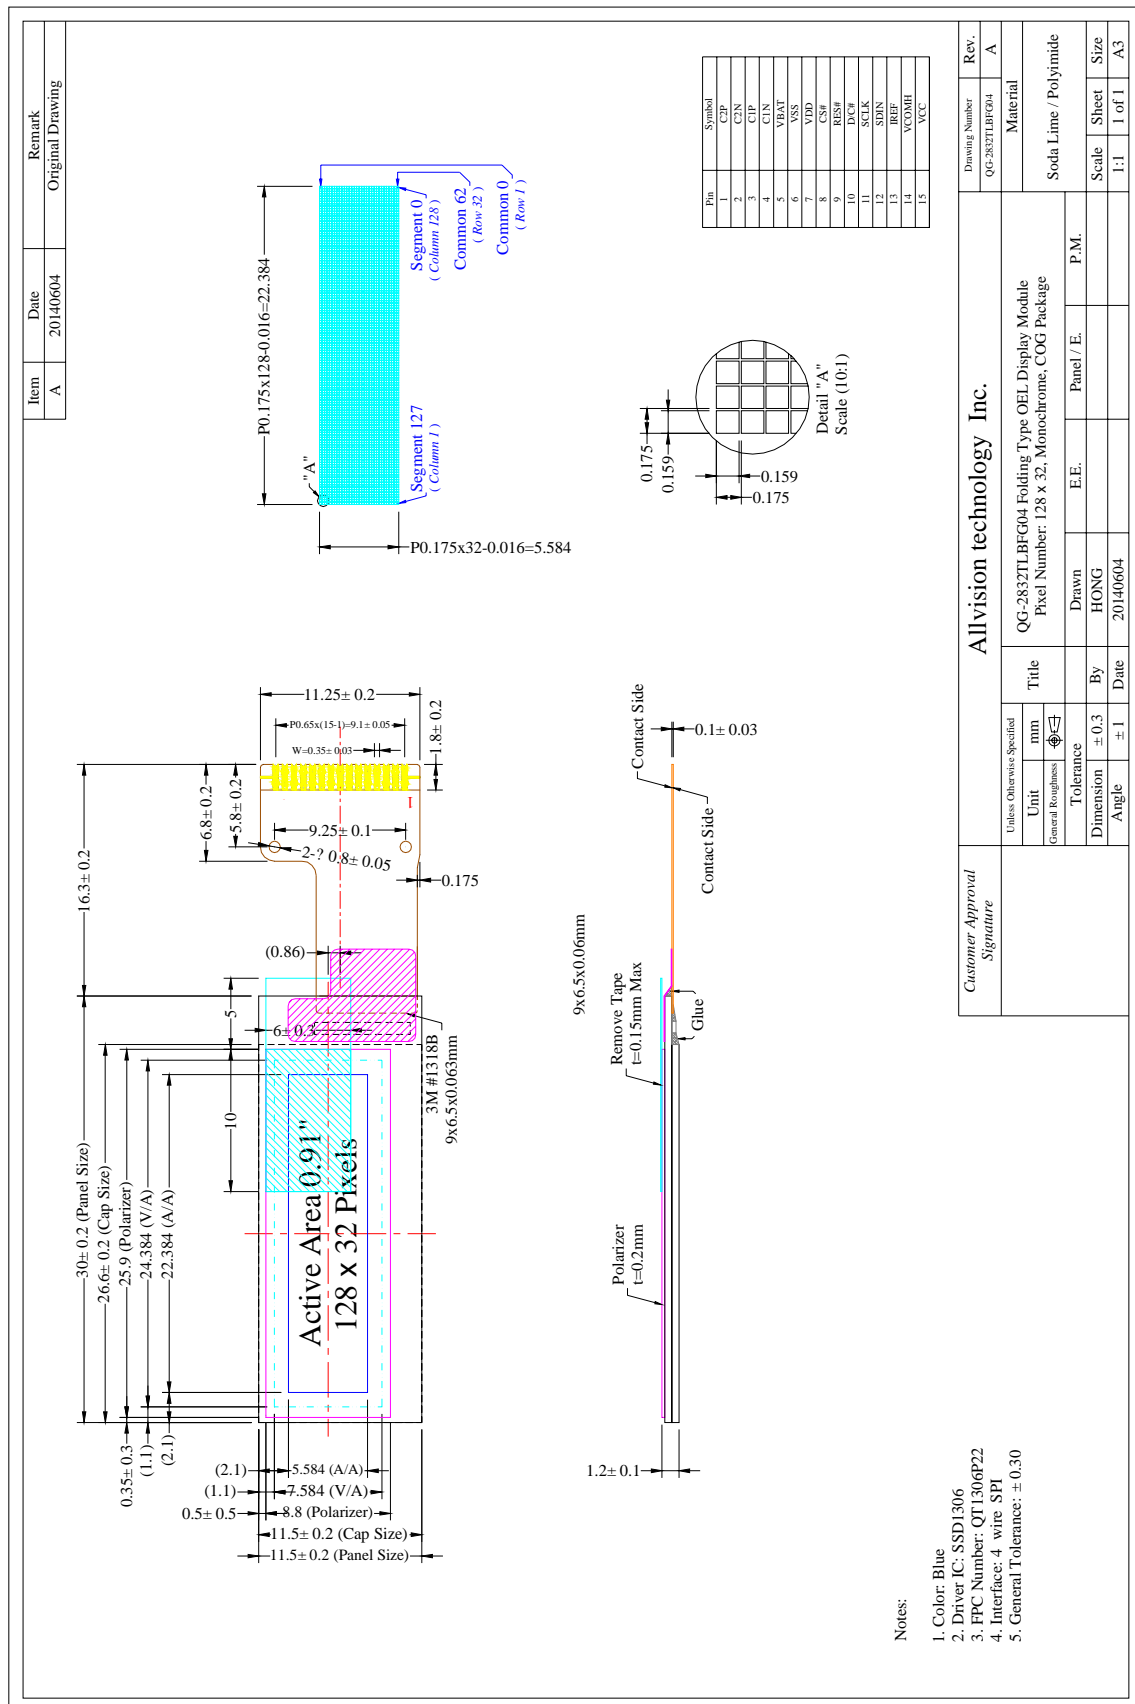 Item Date Remark
A 20140604 Original Drawing
P0.175x128-0.016=22.384
"A"
P0.175x32-0.016=5.584
Segment 127
( Column 1 )
Segment 0
( Column 128 )
Common 62
( Row 32 )
Common 0
( Row 1 )
0.175
0.159
0.159
0.175
Detail "A"
Scale (10:1)
Pin Symbol
1 C2P
2 C2N
3 C1P
4 C1N
5 VBAT
6 VSS
7 VDD
8 CS#
9 RES#
10 D/C#
11 SCLK
12 SDIN
13 IREF
14 VCOMH
15 VCC
30± 0.2 (Panel Size)
26.6± 0.2 (Cap Size)
25.9 (Polarizer)
24.384 (V/A)
22.384 (A/A)
0.35± 0.3
(1.1)
(2.1)
16.3± 0.2
6.8± 0.2
5.8± 0.2
11.25± 0.2
P0.65x(15-1)=9.1± 0.05
W=0.35± 0.03
1.8± 0.2
1
9.25± 0.1
2-? 0.8± 0.05
0.175
(0.86)
5
6± 0.3
10
3M #1318B
9x6.5x0.063mm
Active Area 0.91"
128 x 32 Pixels
(2.1)
5.584 (A/A)
(1.1)
7.584 (V/A)
0.5± 0.5
8.8 (Polarizer)
11.5± 0.2 (Cap Size)
11.5± 0.2 (Panel Size)
Contact Side
0.1± 0.03
Contact Side
9x6.5x0.06mm
Remove Tape
t=0.15mm Max
Glue
Polarizer
t=0.2mm
1.2± 0.1
Notes:
1. Color: Blue
2. Driver IC: SSD1306
3. FPC Number: QT1306P22
4. Interface: 4 wire SPI
5. General Tolerance: ± 0.30
Customer Approval
Signature
Unless Otherwise Specified
Unit mm
General Roughness
Tolerance
Dimension ± 0.3
Angle ± 1
Allvision technology Inc.
Title
QG-2832TLBFG04 Folding Type OEL Display Module
Pixel Number: 128 x 32, Monochrome, COG Package
By Drawn E.E. Panel / E. P.M.
HONG
Date 20140604
Drawing Number Rev.
QG-2832TLBFG04 A
Material
Soda Lime / Polyimide
Scale Sheet Size
1:1 1 of 1 A3